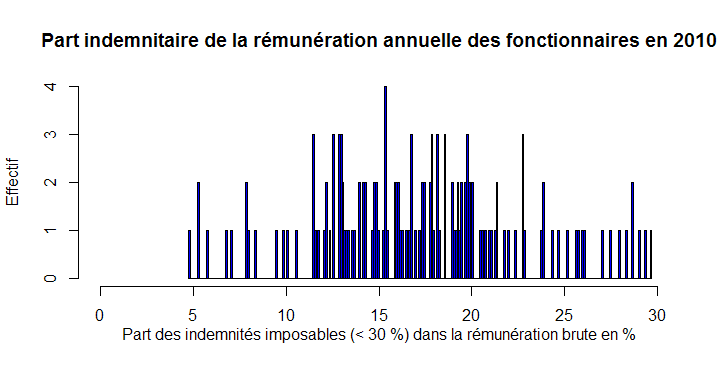 Part indemnitaire de la rémunération annuelle des fonctionnaires en 2010
4
3
2
1
0
Effectif
0 5 10 15 20 25 30
Part des indemnités imposables (< 30 %) dans la rémunération brute en %